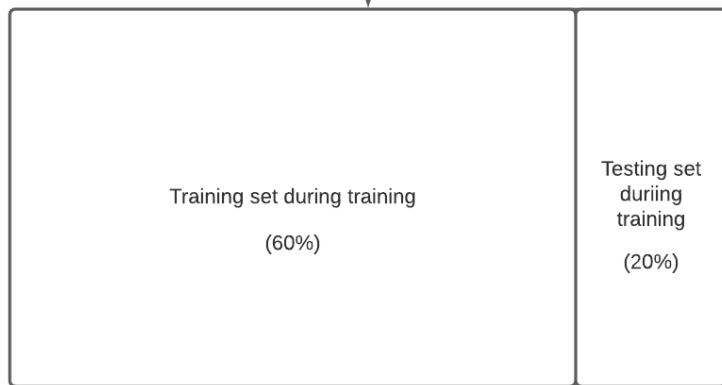 Training set during training
(60%)
Testing set
duriing
training
(20%)